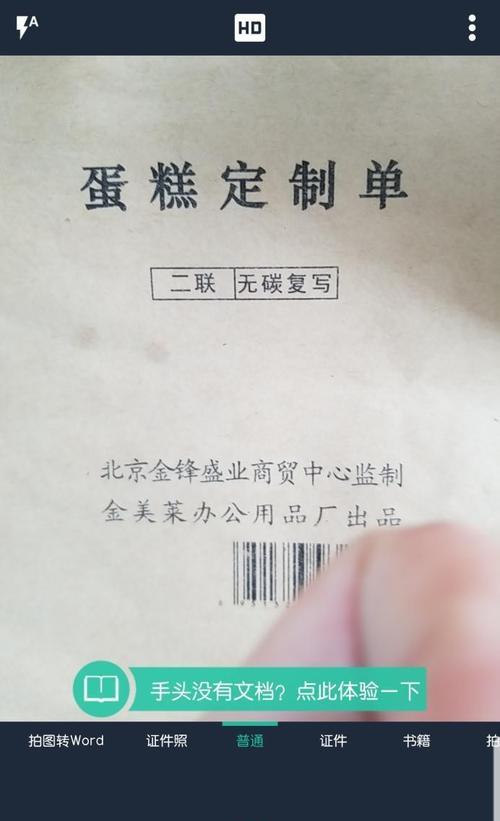 A
HD
蛋糕定制单
二联 无碳复写
北京金锋盛业商贸中心监制
金美菜办公用品厂出品
手头没有文档？点此体验一下
拍图转Word 证件照 普通 证件 书籍 拍